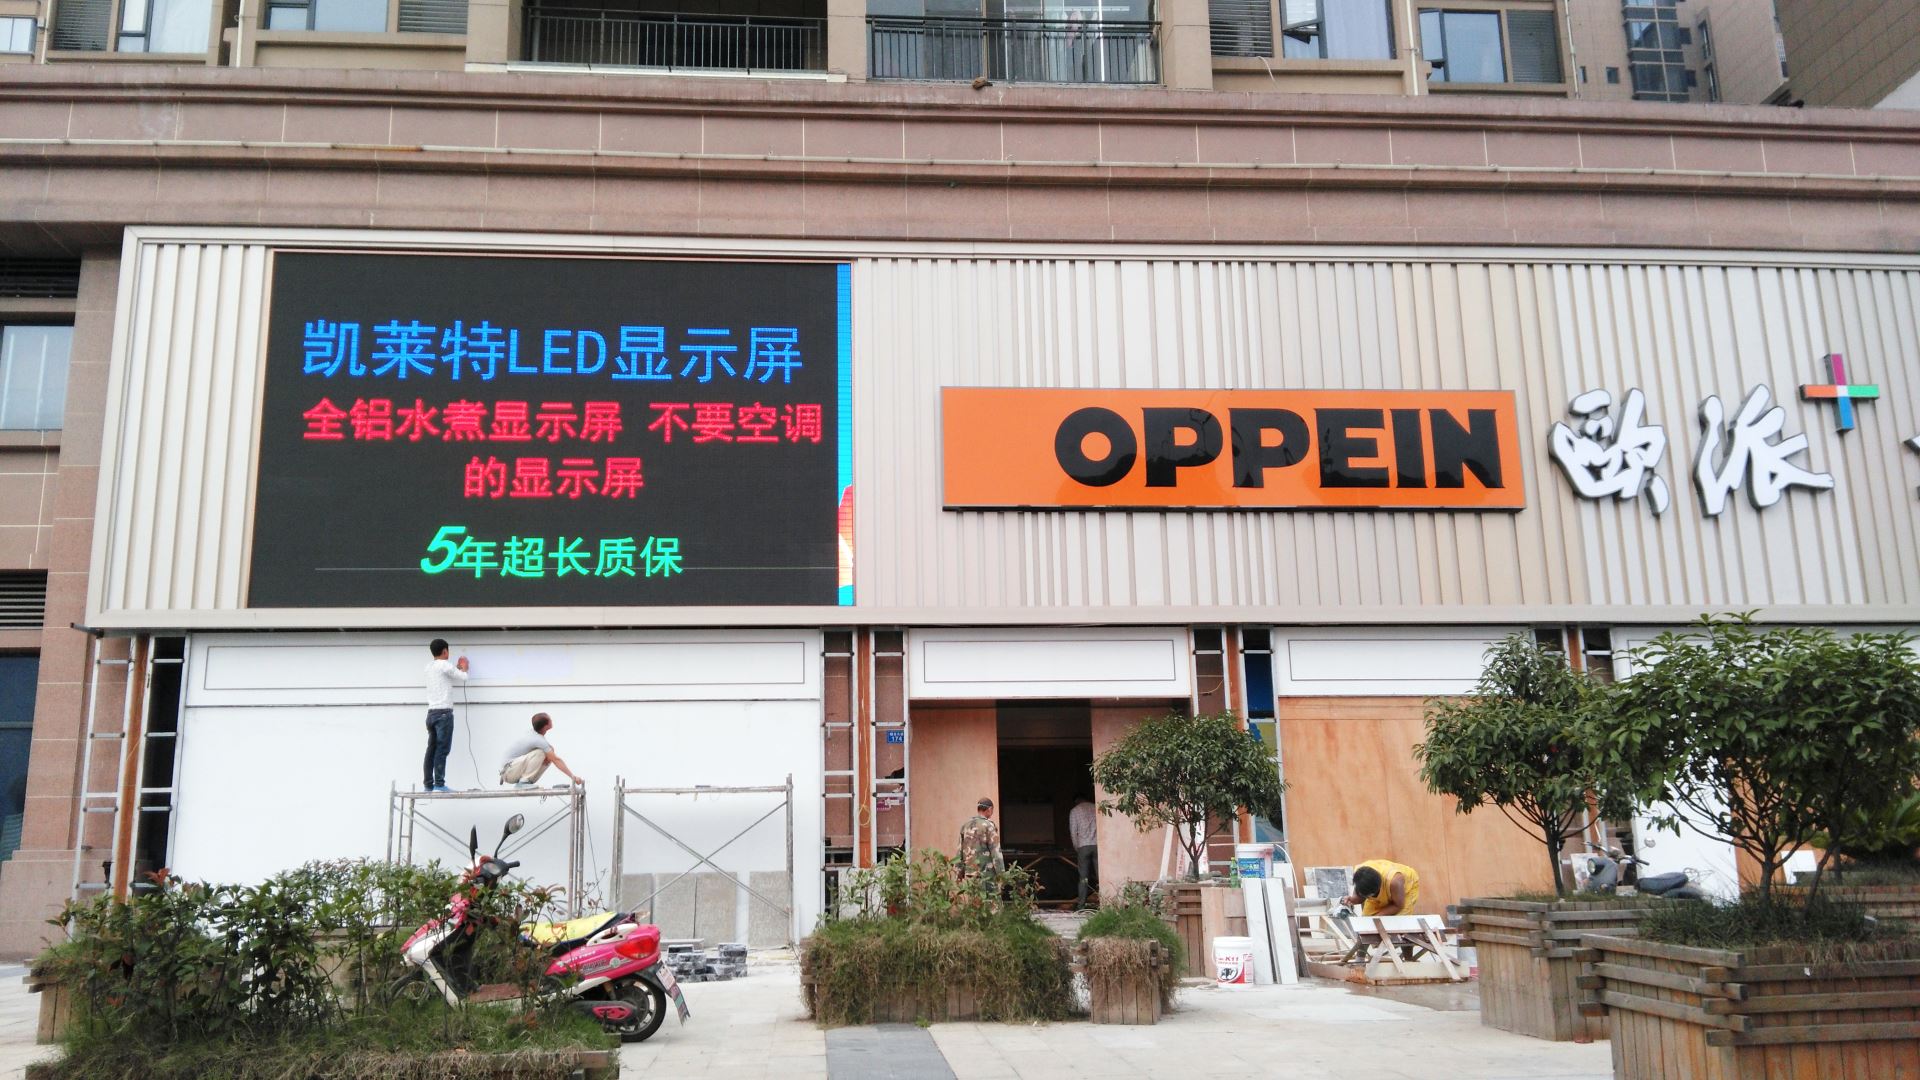 凯莱特LED显示屏
全铝水煮显示屏 不要空调
的显示屏
5年超长质保
OPPEIN
欧派
174